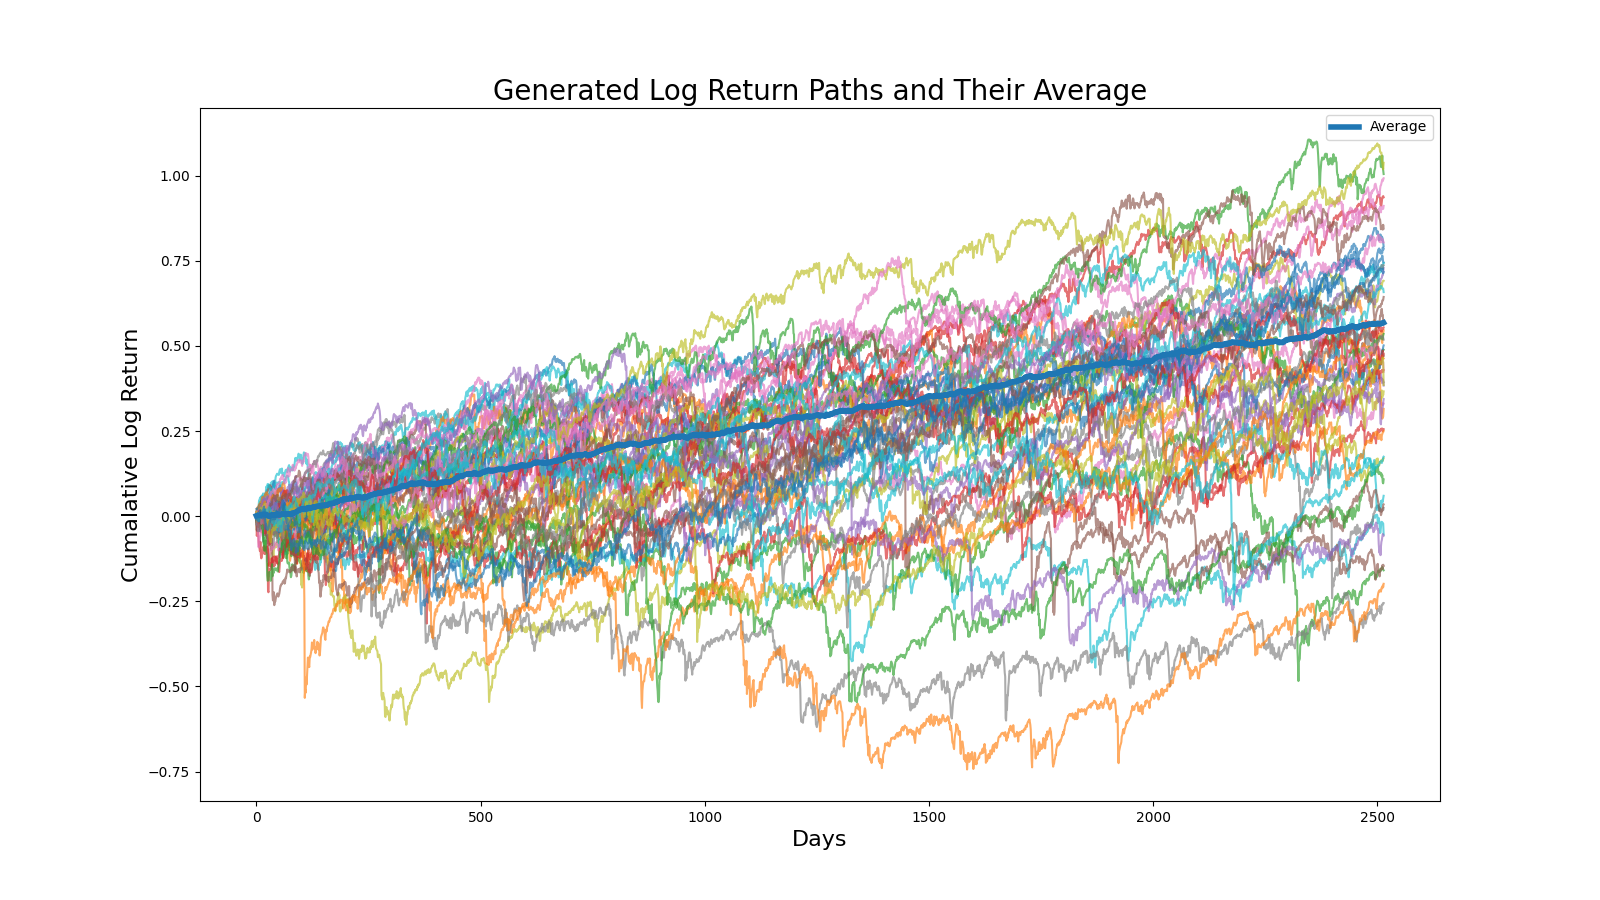 Generated Log Return Paths and Their Average
Average
1.00
0.75
0.50
0.25
0.00
−0.25
−0.50
−0.75
Cumalative Log Return
0 500 1000 1500 2000 2500
Days